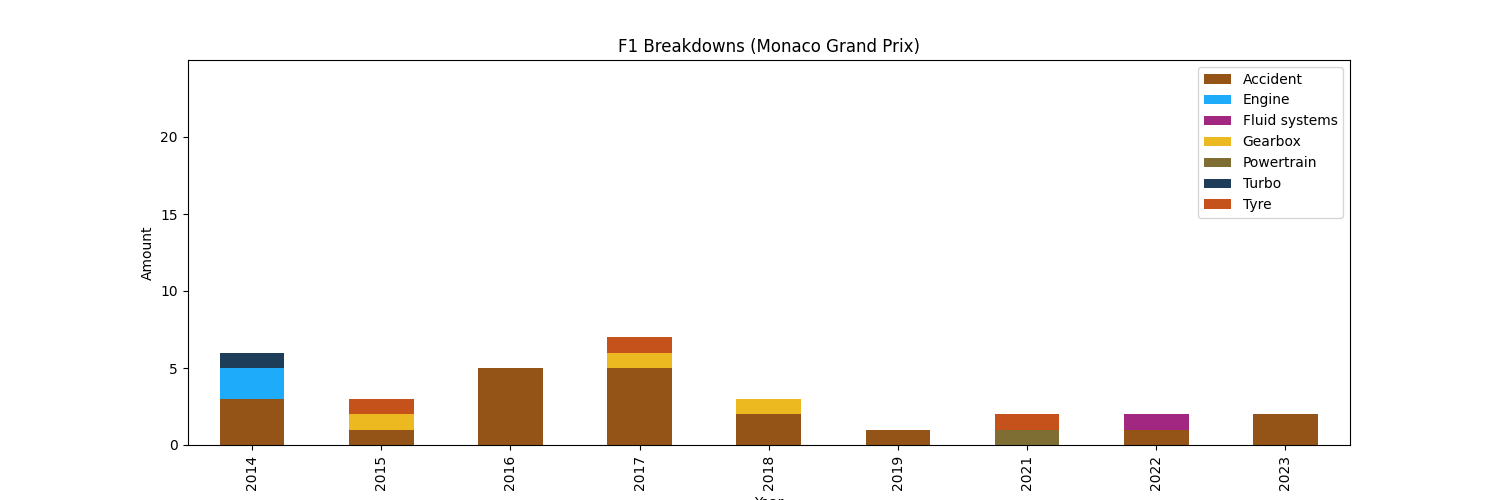 F1 Breakdowns (Monaco Grand Prix)
Accident
Engine
Fluid systems
Gearbox
Powertrain
Turbo
Tyre
Amount
20
15
10
5
0
2014
2015
2016
2017
2018
2019
2021
2022
2023
Year